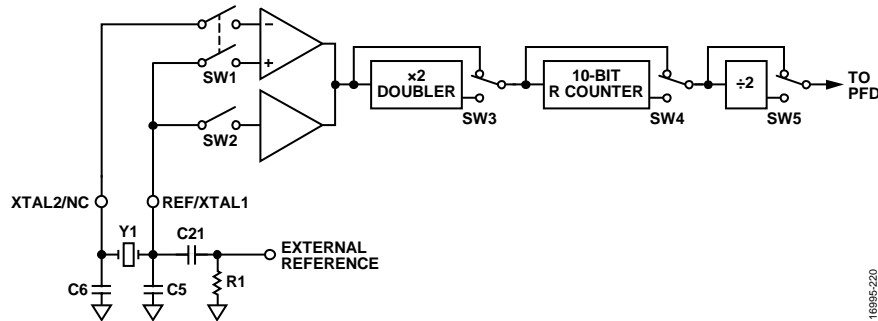 SW1
SW2
×2
DOUBLER
SW3
10-BIT
R COUNTER
SW4
÷2
SW5
TO
PFD
XTAL2/NC
REF/XTAL1
Y1
C21
EXTERNAL
REFERENCE
C6
C5
R1
16995-220